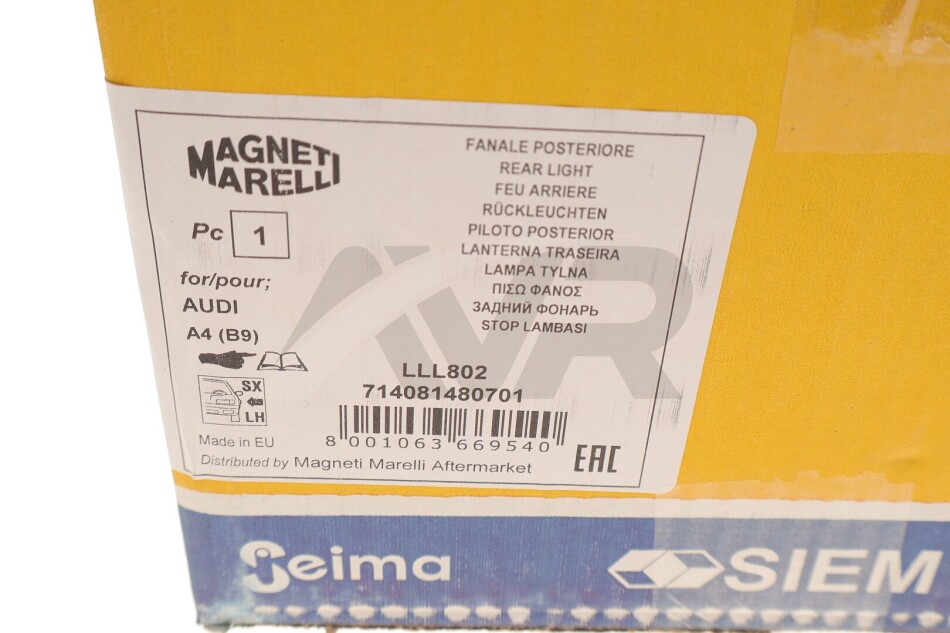 MAGNETI
MARELLI
Pc 1
for/pour;
AUDI
A4 (B9)
SX
LH
Made in EU
Distributed by Magneti Marelli Aftermarket
FANALE POSTERIORE
REAR LIGHT
FEU ARRIERE
RÜCKLEUCHTEN
PILOTO POSTERIOR
LANTERNA TRASEIRA
LAMPA TYLNA
ΠΙΣΩ ΦΑΝΟΣ
ЗАДНИЙ ФОНАРЬ
STOP LAMBASI
LLL802
714081480701
8 001063 669540
EAC
AVR
Seima
SIEM